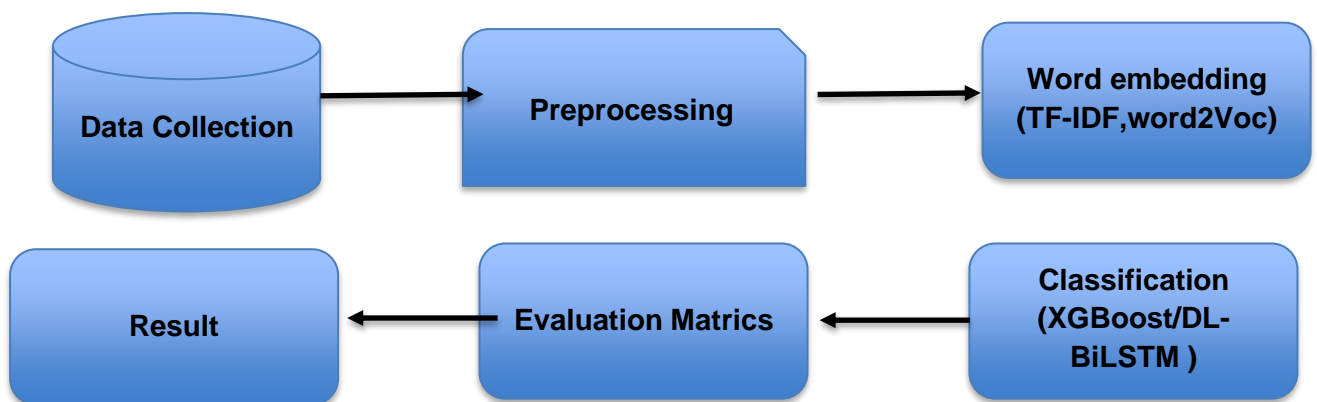 Data Collection
Preprocessing
Word embedding
(TF-IDF,word2Voc)
Classification
(XGBoost/DL-
BiLSTM )
Evaluation Matrics
Result